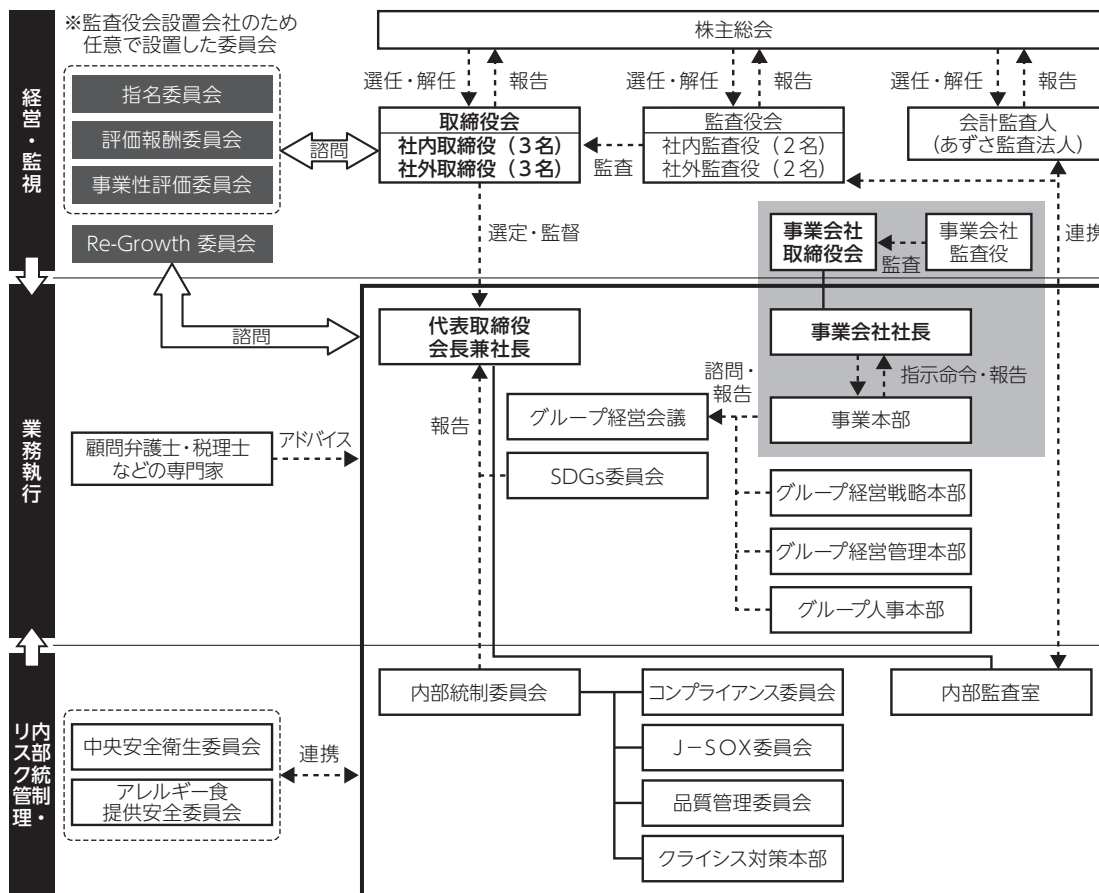 ※監査役会設置会社のため
任意で設置した委員会
株主総会
選任・解任
報告
選任・解任
報告
選任・解任
報告
経営・監視
指名委員会
評価報酬委員会
事業性評価委員会
諮問
取締役会
社内取締役（３名）
社外取締役（３名）
監査
監査役会
社内監査役（２名）
社外監査役（２名）
会計監査人
(あずさ監査法人)
Re-Growth 委員会
選定・監督
事業会社
取締役会
監査
事業会社
監査役
連携
諮問
代表取締役
会長兼社長
事業会社社長
指示命令・報告
諮問・
報告
業務執行
報告
グループ経営会議
事業本部
顧問弁護士・税理士
などの専門家
アドバイス
SDGs委員会
グループ経営戦略本部
グループ経営管理本部
グループ人事本部
内部統制・
リスク管理
内部統制委員会
コンプライアンス委員会
内部監査室
中央安全衛生委員会
連携
J－SOX委員会
アレルギー食
提供安全委員会
品質管理委員会
クライシス対策本部